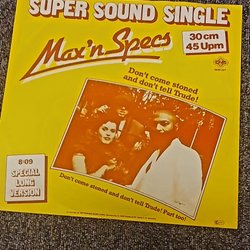 SUPER SOUND SINGLE
Max'n Specs
30 cm
45 Upm
Don't come stoned
and don't tell Trude!
8·09
SPECIAL
LONG
VERSION
Don't come stoned and don't tell Trude! Part too!